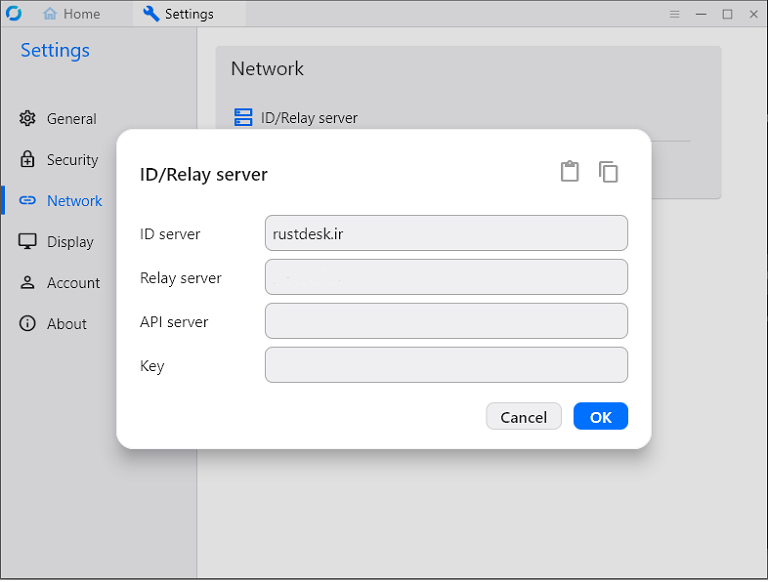 Home
Settings
Settings
General
Security
Network
Display
Account
About
Network
ID/Relay server
ID/Relay server
ID server
rustdesk.ir
Relay server
API server
Key
Cancel
OK